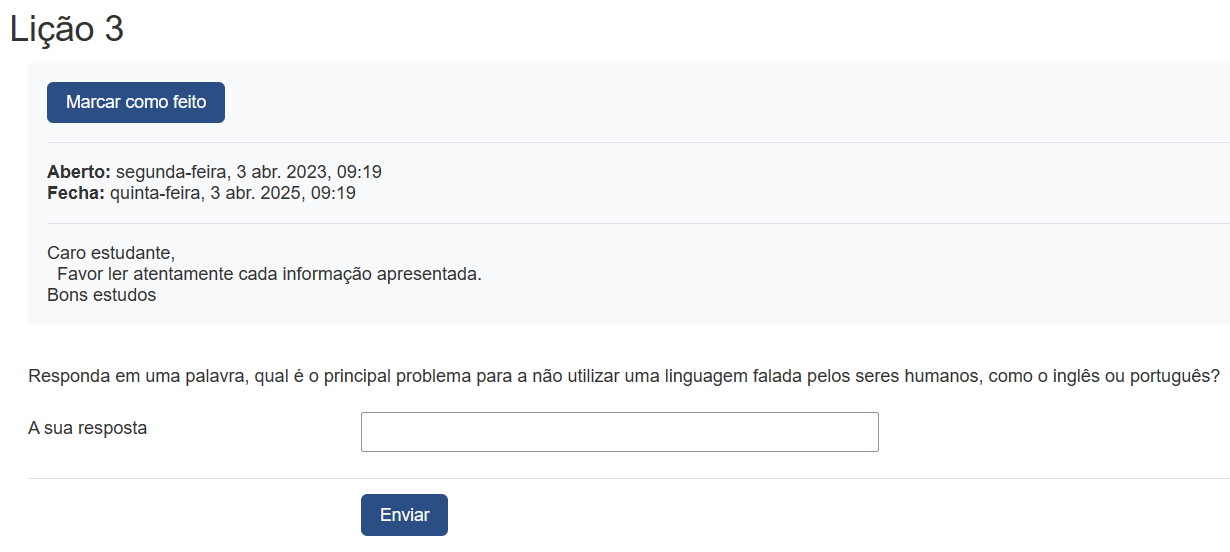 Lição 3
Marcar como feito
Aberto: segunda-feira, 3 abr. 2023, 09:19
Fecha: quinta-feira, 3 abr. 2025, 09:19
Caro estudante,
Favor ler atentamente cada informação apresentada.
Bons estudos
Responda em uma palavra, qual é o principal problema para a não utilizar uma linguagem falada pelos seres humanos, como o inglês ou português?
A sua resposta
Enviar